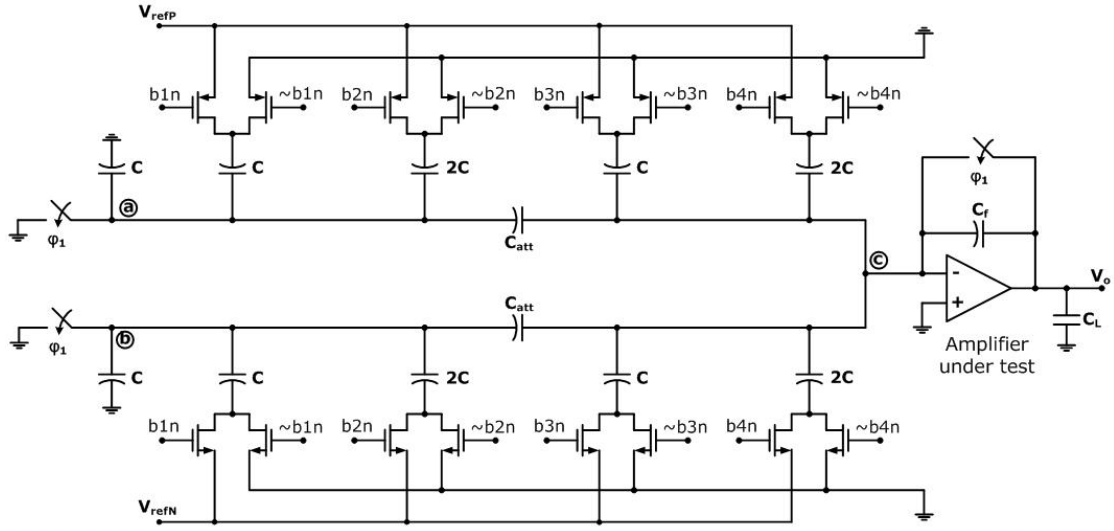 VrefP
b1n ~b1n b2n ~b2n b3n ~b3n b4n ~b4n
C C 2C C 2C
φ1
ⓐ
φ1
Catt
Cf
ⓒ
Vo
Catt
CL
φ1
ⓑ
Amplifier
under test
C C 2C C 2C
b1n ~b1n b2n ~b2n b3n ~b3n b4n ~b4n
VrefN
- 
+